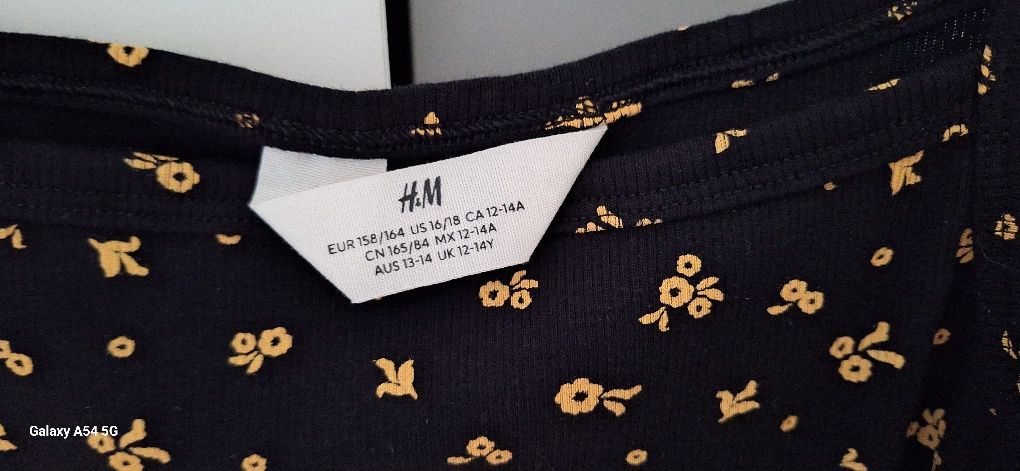 H&M
EUR 158/164 US 16/18 CA 12-14A
CN 165/84 MX 12-14A
AUS 13-14 UK 12-14Y
Galaxy A54 5G